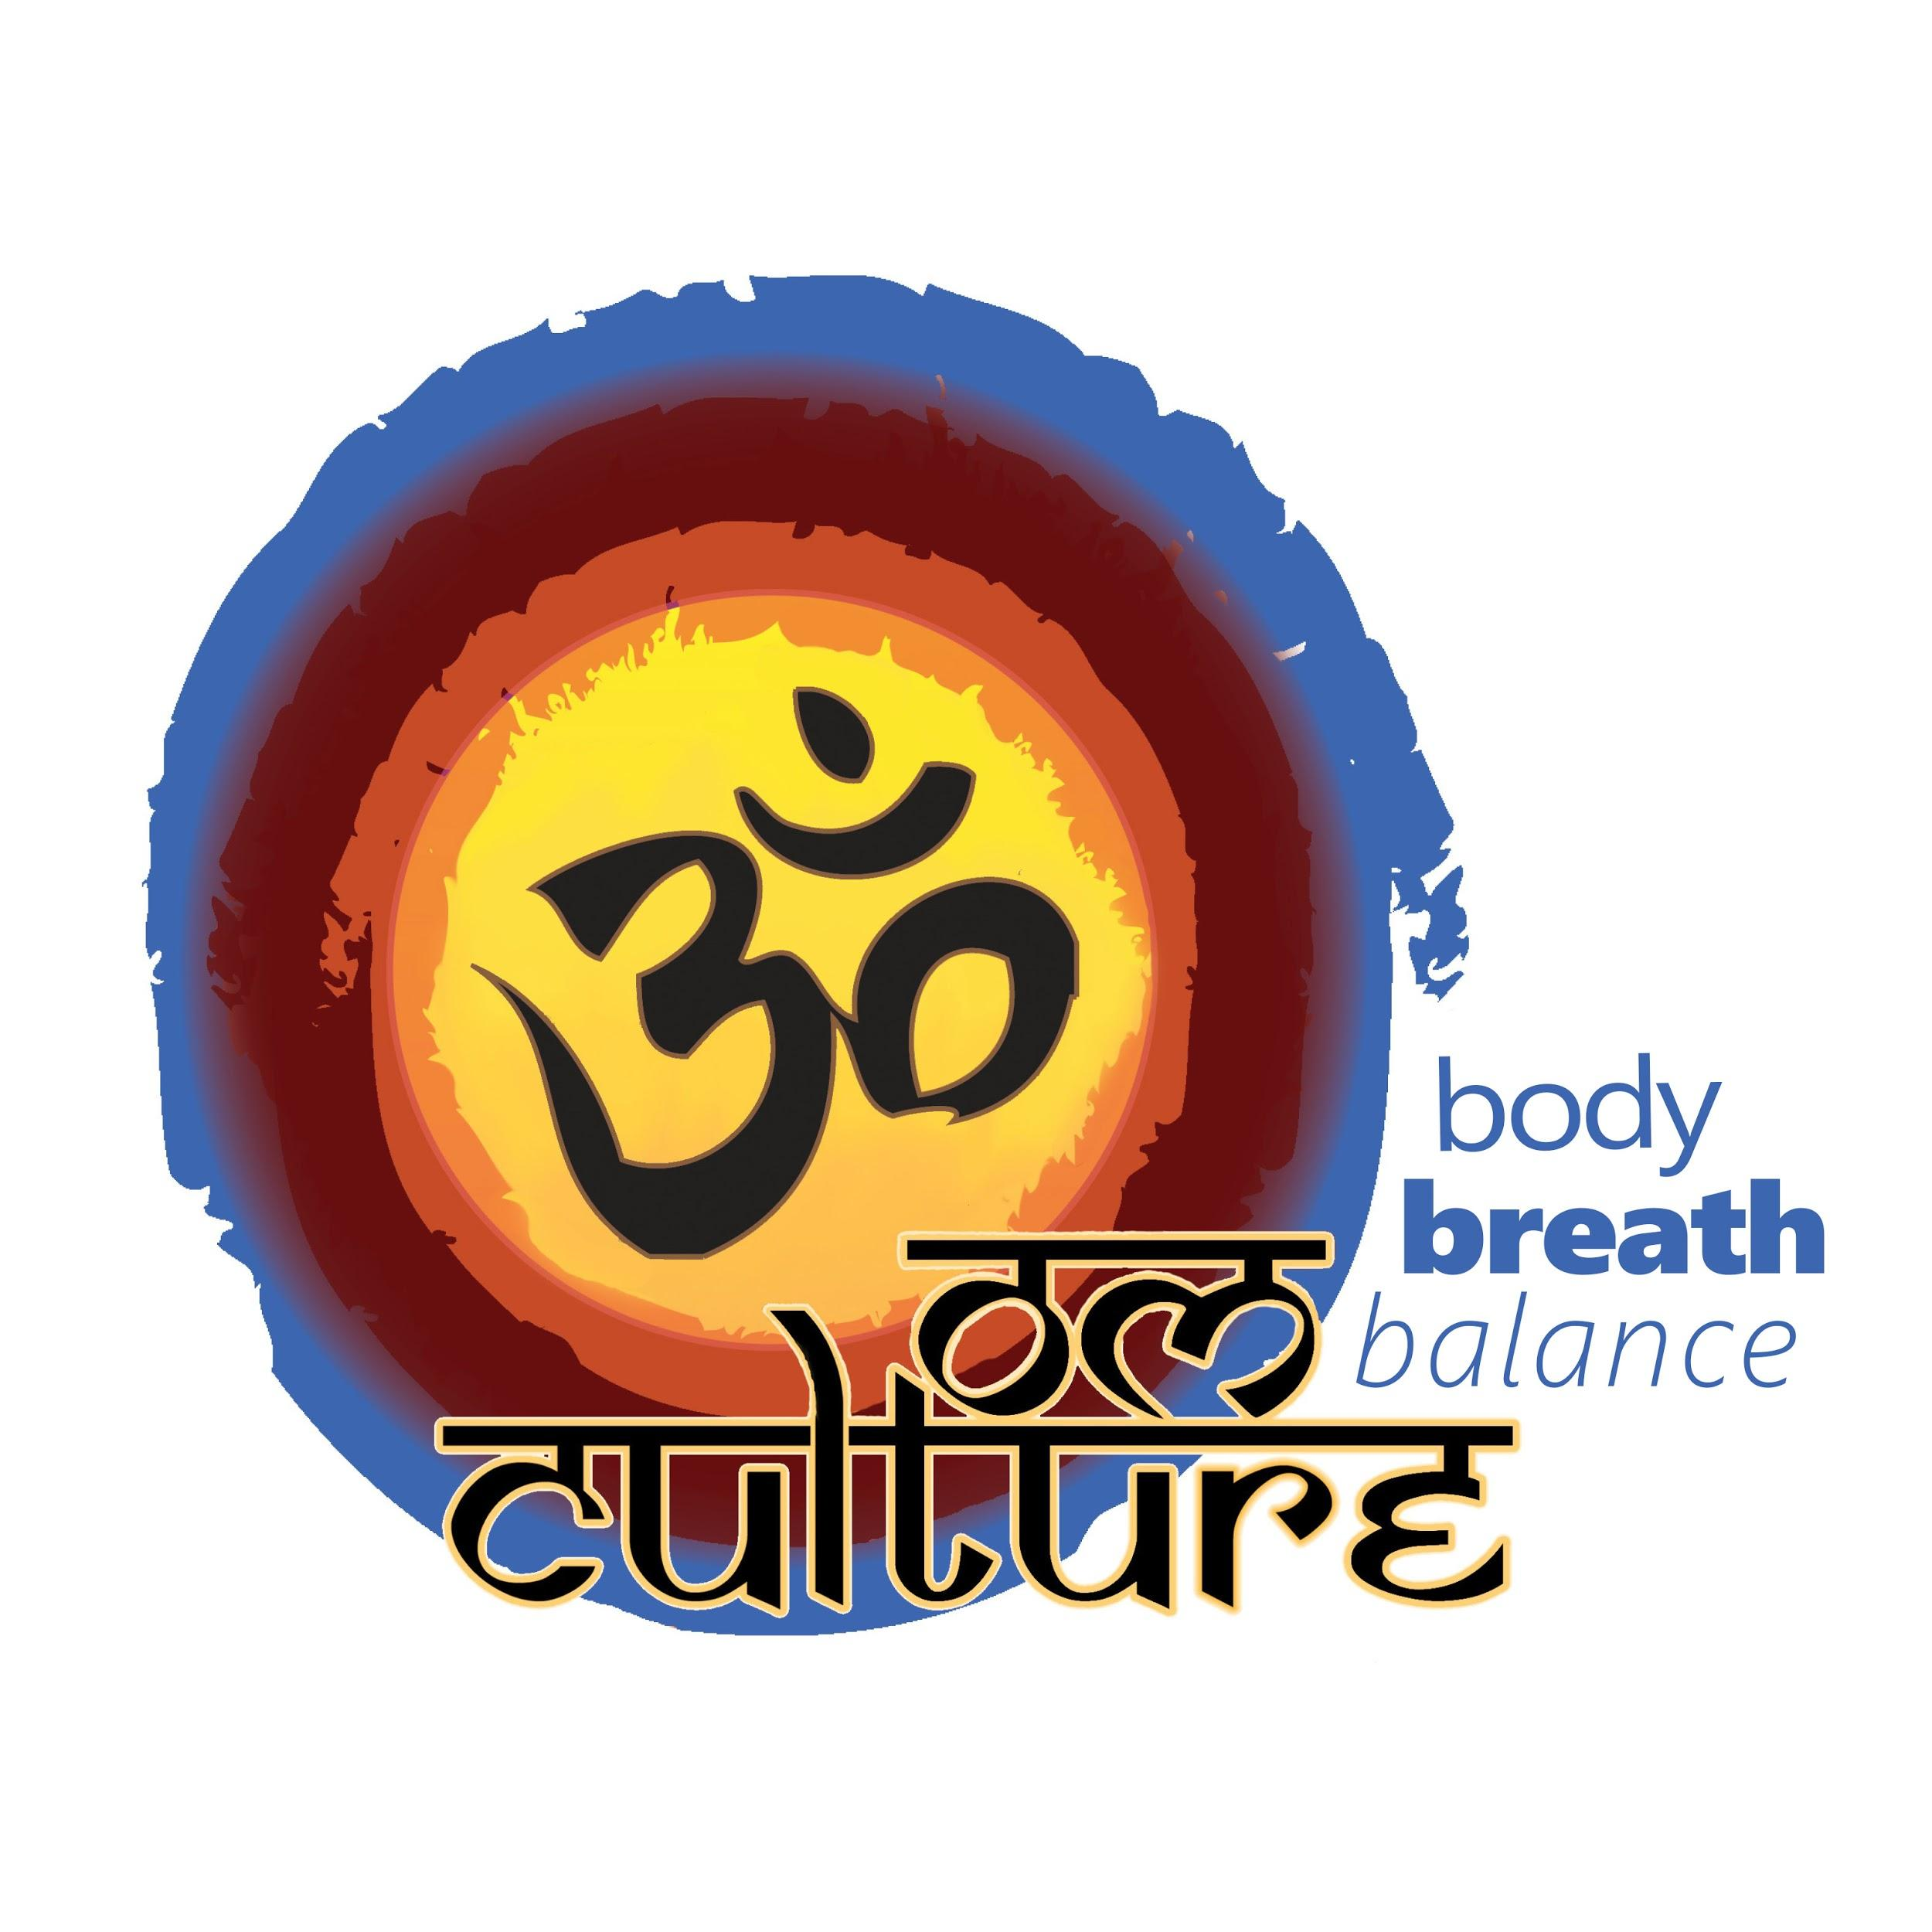 ॐ
om
culture
body
breath
balance